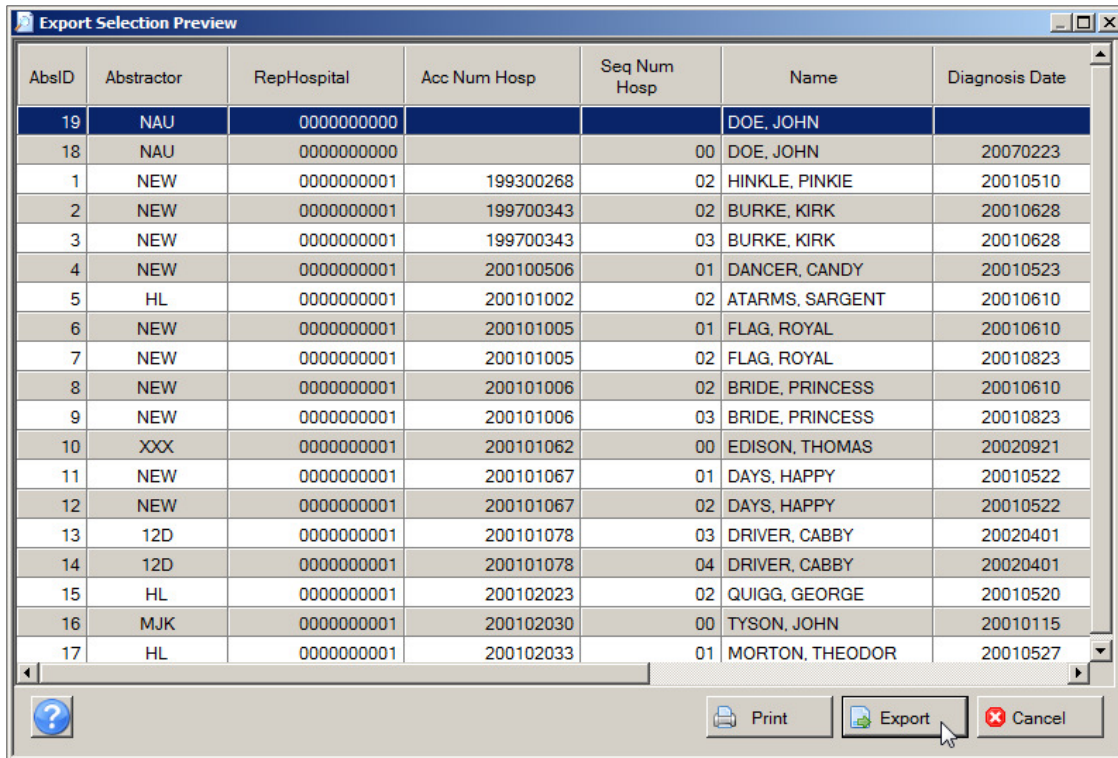 Export Selection Preview
AbsID Abstractor RepHospital Acc Num Hosp Seq Num Hosp Name Diagnosis Date
19 NAU 0000000000 DOE, JOHN
18 NAU 0000000000 00 DOE, JOHN 20070223
1 NEW 0000000001 199300268 02 HINKLE, PINKIE 20010510
2 NEW 0000000001 199700343 02 BURKE, KIRK 20010628
3 NEW 0000000001 199700343 03 BURKE, KIRK 20010628
4 NEW 0000000001 200100506 01 DANCER, CANDY 20010523
5 HL 0000000001 200101002 02 ATARMS, SARGENT 20010610
6 NEW 0000000001 200101005 01 FLAG, ROYAL 20010610
7 NEW 0000000001 200101005 02 FLAG, ROYAL 20010823
8 NEW 0000000001 200101006 02 BRIDE, PRINCESS 20010610
9 NEW 0000000001 200101006 03 BRIDE, PRINCESS 20010823
10 XXX 0000000001 200101062 00 EDISON, THOMAS 20020921
11 NEW 0000000001 200101067 01 DAYS, HAPPY 20010522
12 NEW 0000000001 200101067 02 DAYS, HAPPY 20010522
13 12D 0000000001 200101078 03 DRIVER, CABBY 20020401
14 12D 0000000001 200101078 04 DRIVER, CABBY 20020401
15 HL 0000000001 200102023 02 QUIGG, GEORGE 20010520
16 MJK 0000000001 200102030 00 TYSON, JOHN 20010115
17 HL 0000000001 200102033 01 MORTON, THEODOR 20010527
? Print Export Cancel